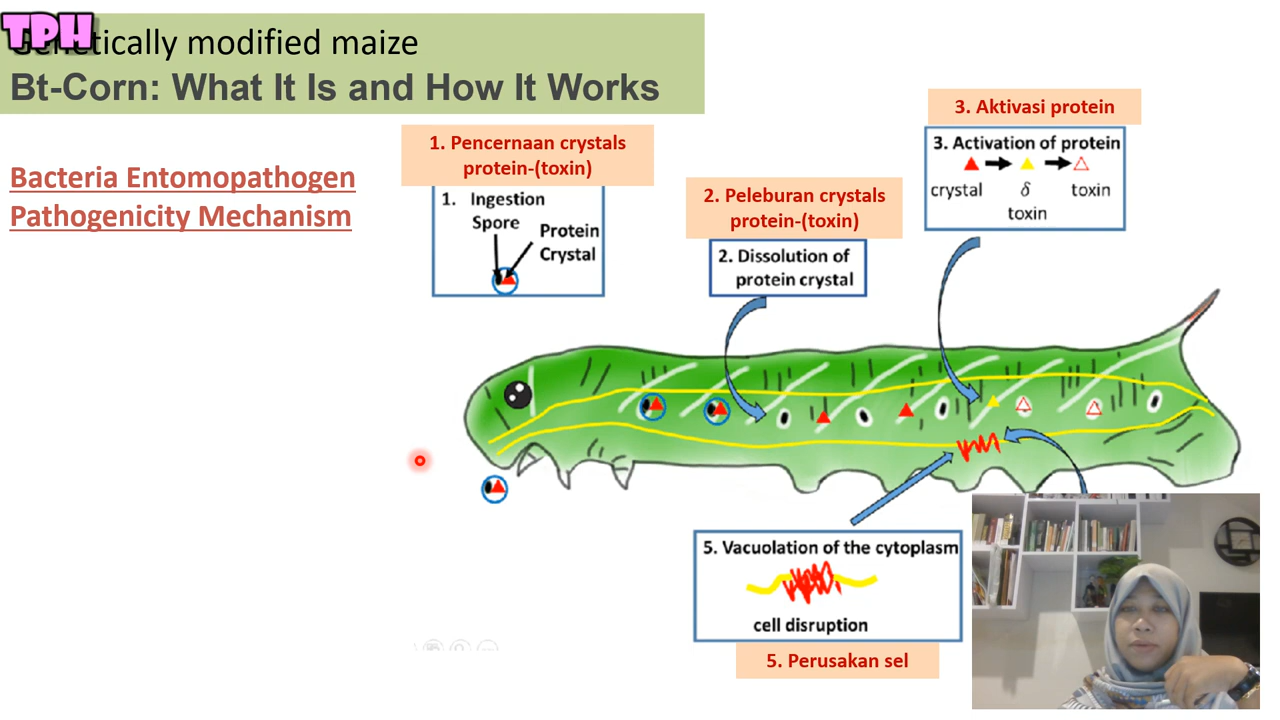 TPH
tically modified maize
Bt-Corn: What It Is and How It Works
Bacteria Entomopathogen
Pathogenicity Mechanism
1. Pencernaan crystals
protein-(toxin)
1. Ingestion
Spore
Protein
Crystal
2. Peleburan crystals
protein-(toxin)
2. Dissolution of
protein crystal
3. Aktivasi protein
3. Activation of protein
crystal δ toxin
toxin
5. Vacuolation of the cytoplasm
cell disruption
5. Perusakan sel